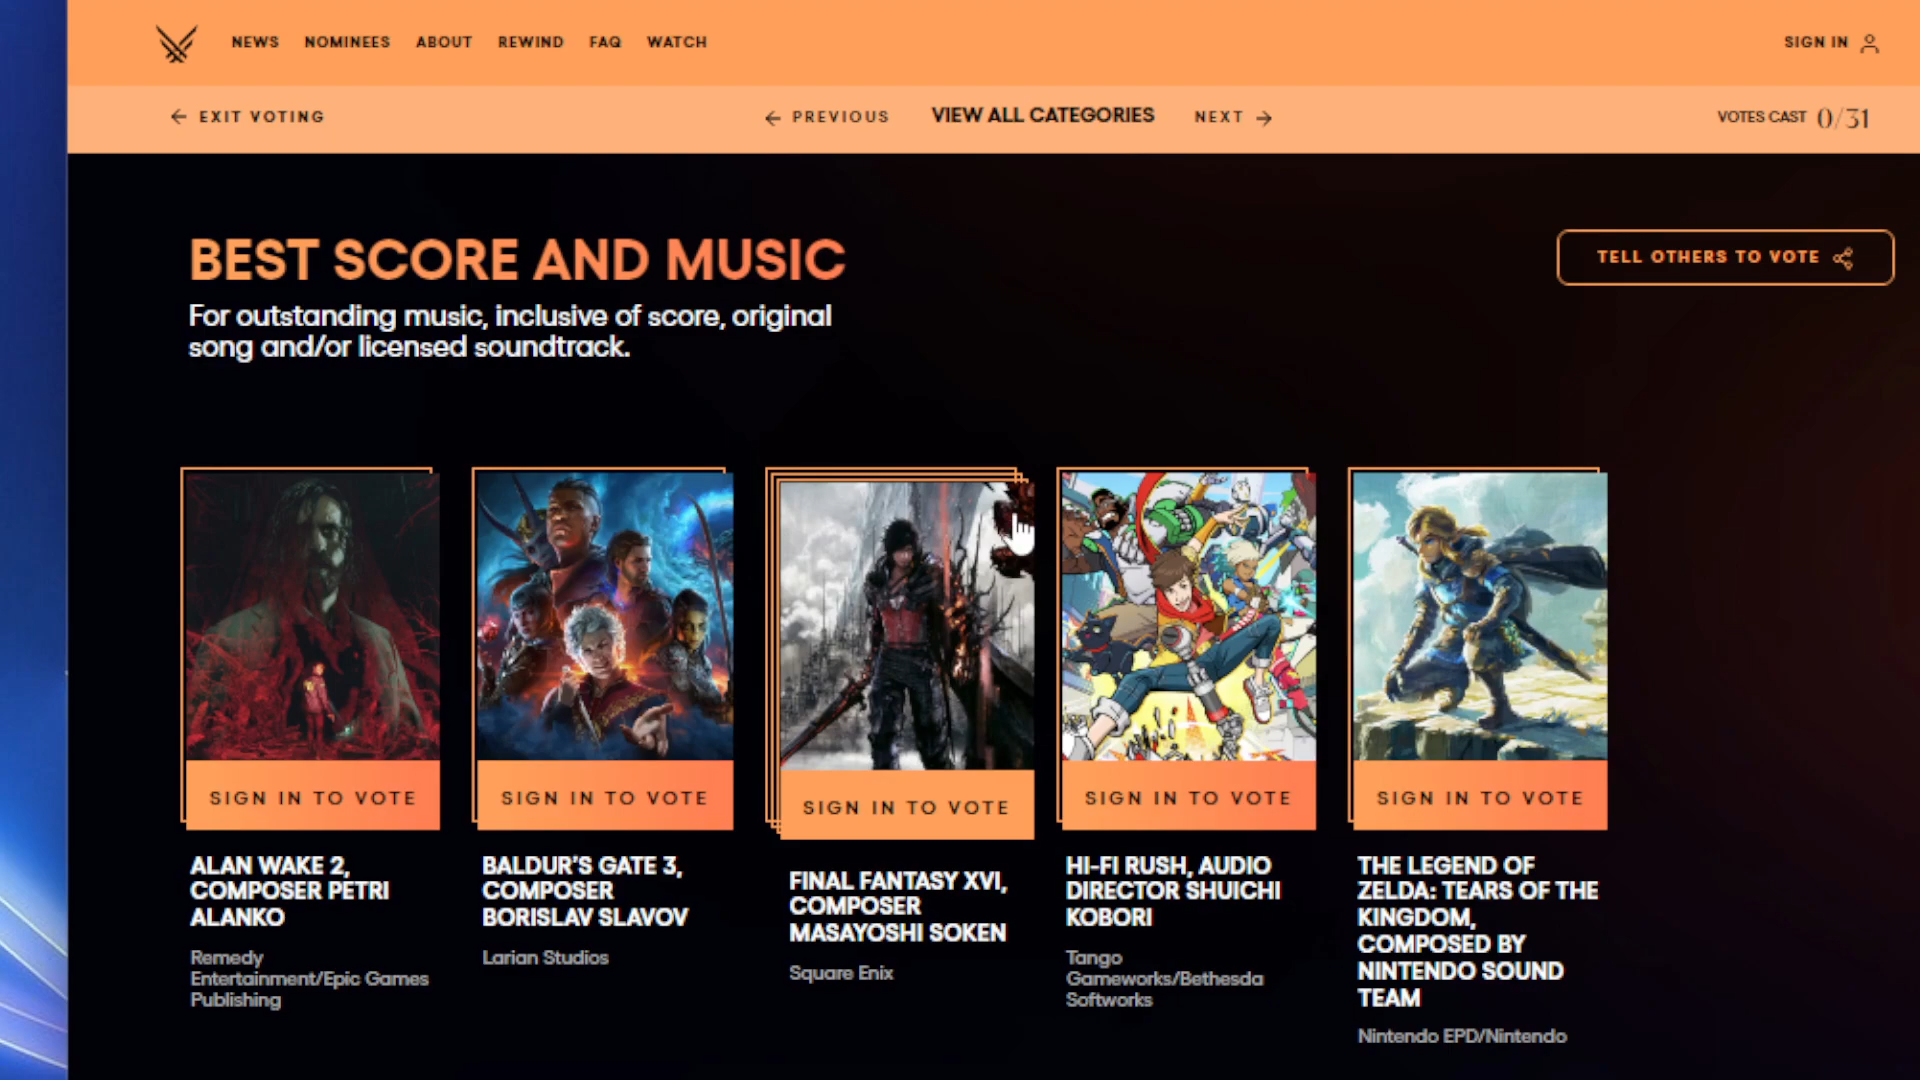 NEWS NOMINEES ABOUT REWIND FAQ WATCH SIGN IN
EXIT VOTING PREVIOUS VIEW ALL CATEGORIES NEXT VOTES CAST 0/31
BEST SCORE AND MUSIC
TELL OTHERS TO VOTE
For outstanding music, inclusive of score, original
song and/or licensed soundtrack.
SIGN IN TO VOTE
ALAN WAKE 2,
COMPOSER PETRI
ALANKO
Remedy
Entertainment/Epic Games
Publishing
SIGN IN TO VOTE
BALDUR'S GATE 3,
COMPOSER
BORISLAV SLAVOV
Larian Studios
SIGN IN TO VOTE
FINAL FANTASY XVI,
COMPOSER
MASAYOSHI SOKEN
Square Enix
SIGN IN TO VOTE
HI-FI RUSH, AUDIO
DIRECTOR SHUICHI
KOBORI
Tango
Gameworks/Bethesda
Softworks
SIGN IN TO VOTE
THE LEGEND OF
ZELDA: TEARS OF THE
KINGDOM,
COMPOSED BY
NINTENDO SOUND
TEAM
Nintendo EPD/Nintendo